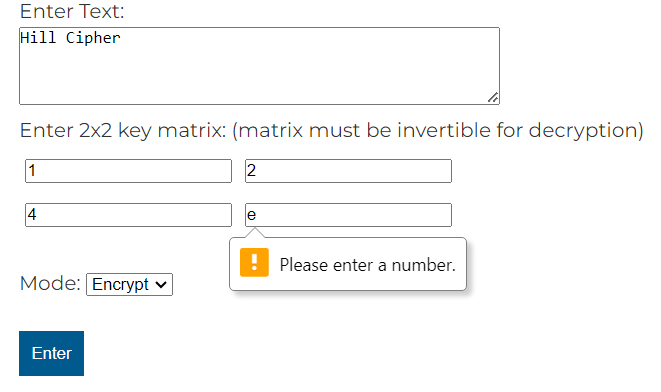 Enter Text:
Hill Cipher
Enter 2x2 key matrix: (matrix must be invertible for decryption)
1 2
4 e
! Please enter a number.
Mode: Encrypt
Enter